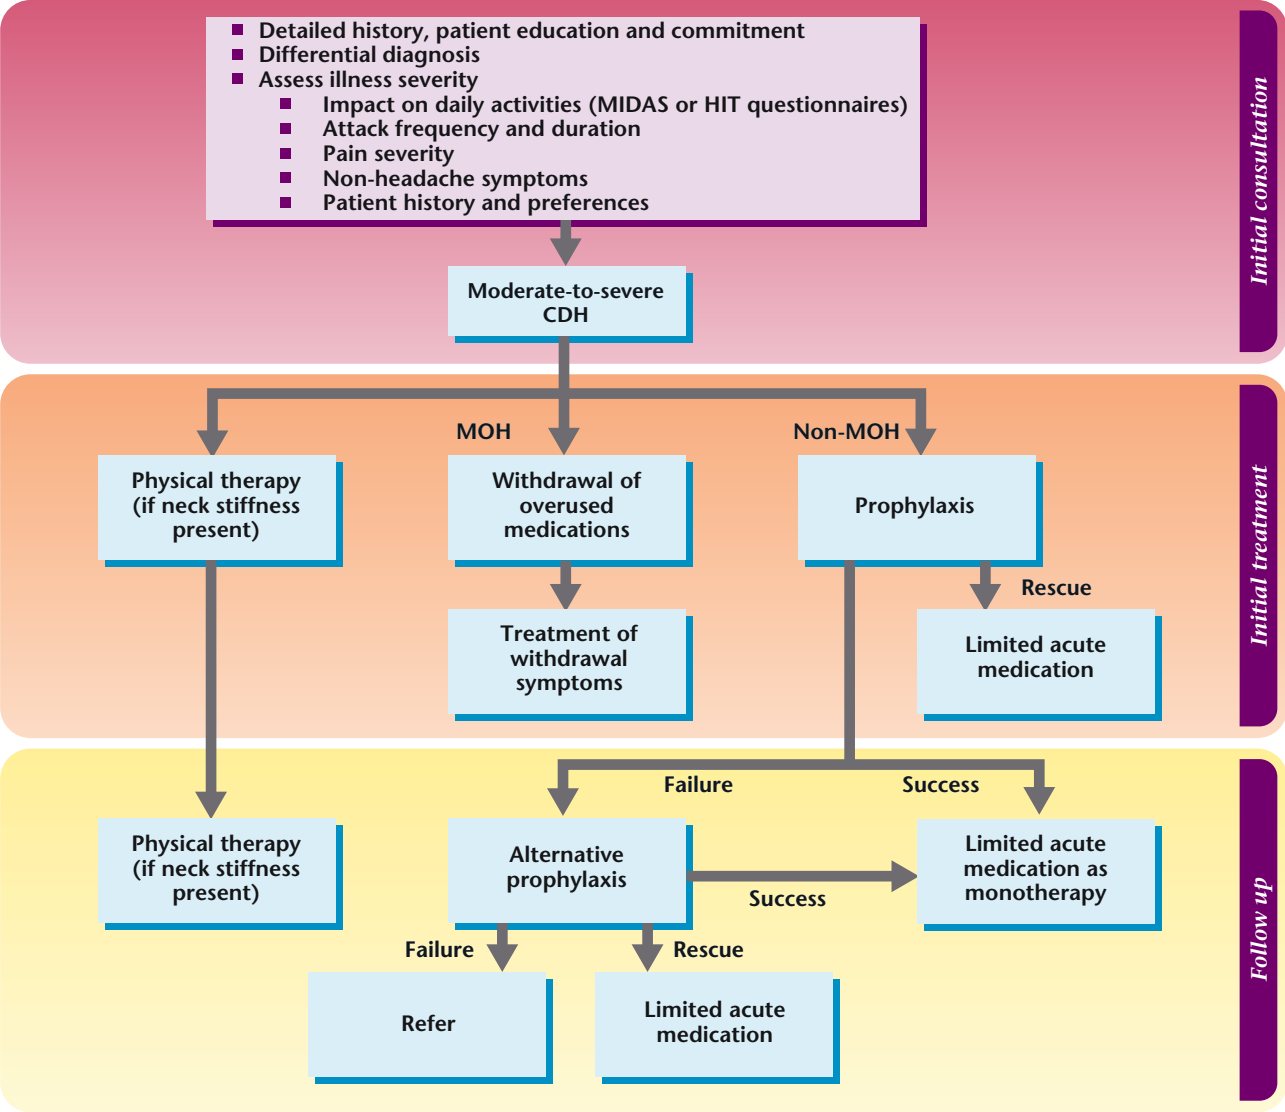 Detailed history, patient education and commitment
Differential diagnosis
Assess illness severity
Impact on daily activities (MIDAS or HIT questionnaires)
Attack frequency and duration
Pain severity
Non-headache symptoms
Patient history and preferences
Initial consultation
Moderate-to-severe
CDH
MOH
Non-MOH
Physical therapy
(if neck stiffness
present)
Withdrawal of
overused
medications
Prophylaxis
Initial treatment
Rescue
Treatment of
withdrawal
symptoms
Limited acute
medication
Failure
Success
Physical therapy
(if neck stiffness
present)
Alternative
prophylaxis
Success
Limited acute
medication as
monotherapy
Follow up
Failure
Rescue
Refer
Limited acute
medication